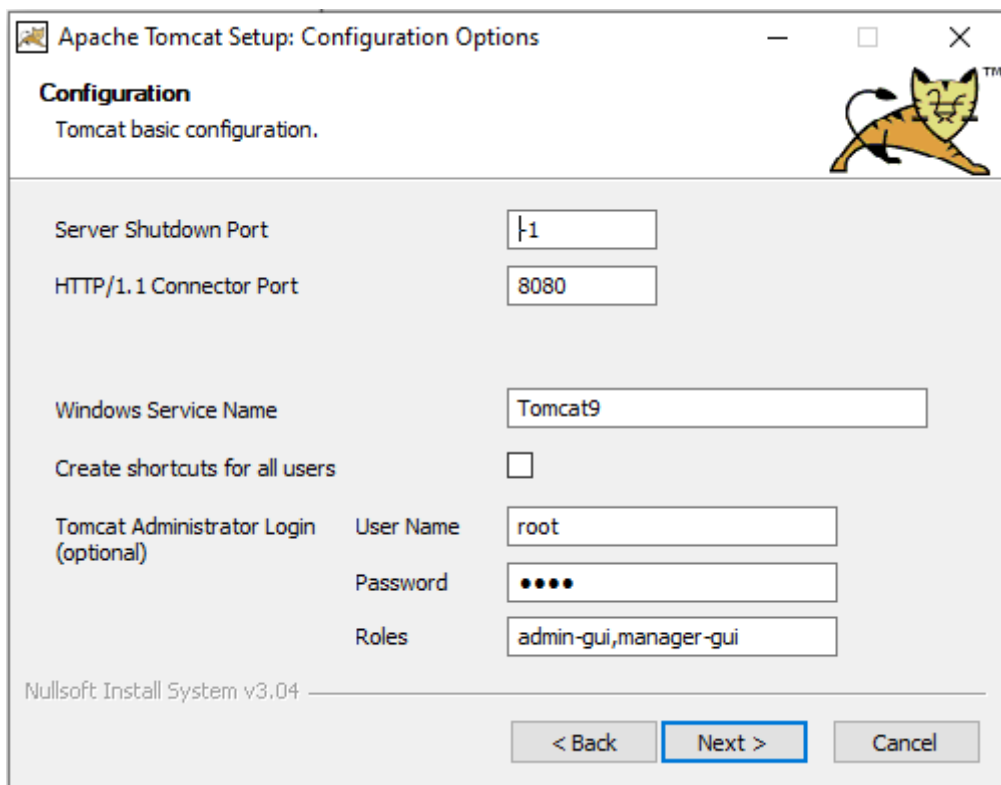 Apache Tomcat Setup: Configuration Options
Configuration
Tomcat basic configuration.
TM
Server Shutdown Port -1
HTTP/1.1 Connector Port 8080
Windows Service Name Tomcat9
Create shortcuts for all users
Tomcat Administrator Login User Name root
(optional)
Password ●●●●
Roles admin-gui,manager-gui
Nullsoft Install System v3.04
< Back Next > Cancel